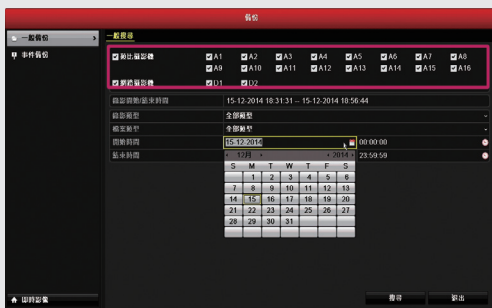 備份
一般備份
事件備份
一般搜尋
類比攝影機 A1 A2 A3 A4 A5 A6 A7 A8
A9 A10 A11 A12 A13 A14 A15 A16
網路攝影機 D1 D2
錄影開始/結束時間 15-12-2014 18:31:31 -- 15-12-2014 18:56:44
錄影類型 全部類型
檔案類型 全部類型
開始時間 15-12-2014 00:00:00
結束時間 12月 2014 23:59:59
S M T W T F S
1 2 3 4 5 6
7 8 9 10 11 12 13
14 15 16 17 18 19 20
21 22 23 24 25 26 27
28 29 30 31
即時影像
搜尋 退出